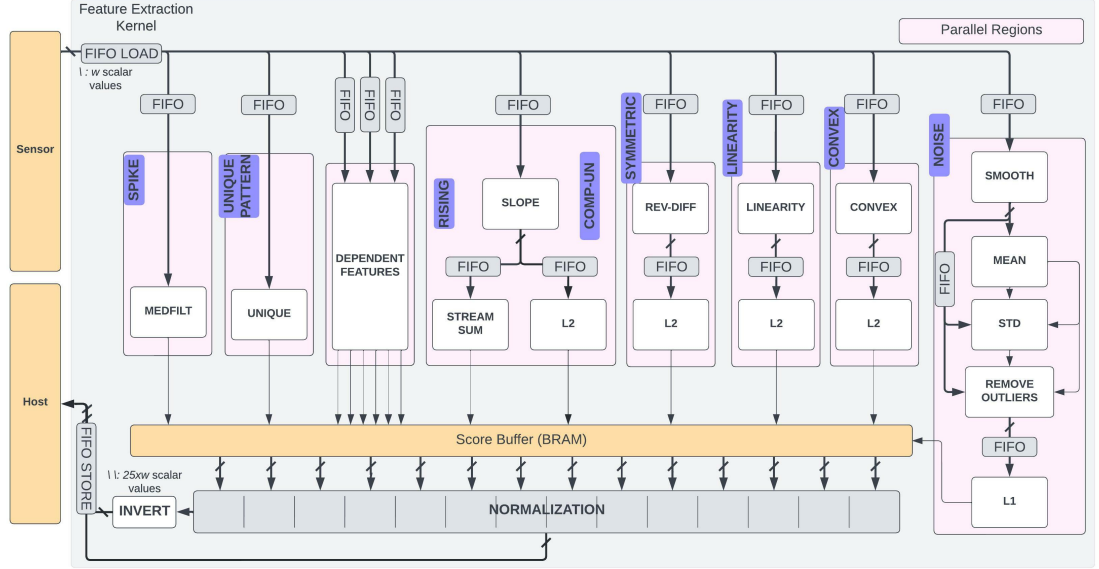 Feature Extraction
Kernel
Parallel Regions
FIFO LOAD
\ : w scalar
values
Sensor
Host
FIFO
FIFO
FIFO
FIFO
FIFO
FIFO
FIFO
FIFO
FIFO
FIFO
SPIKE
MEDFILT
UNIQUE
PATTERN
UNIQUE
DEPENDENT
FEATURES
RISING
COMP-UN
SLOPE
FIFO
FIFO
STREAM
SUM
L2
SYMMETRIC
REV-DIFF
FIFO
L2
LINEARITY
LINEARITY
FIFO
L2
CONVEX
CONVEX
FIFO
L2
NOISE
SMOOTH
FIFO
MEAN
STD
REMOVE
OUTLIERS
FIFO
L1
Score Buffer (BRAM)
NORMALIZATION
\ \: 25xw scalar
values
INVERT
FIFO STORE